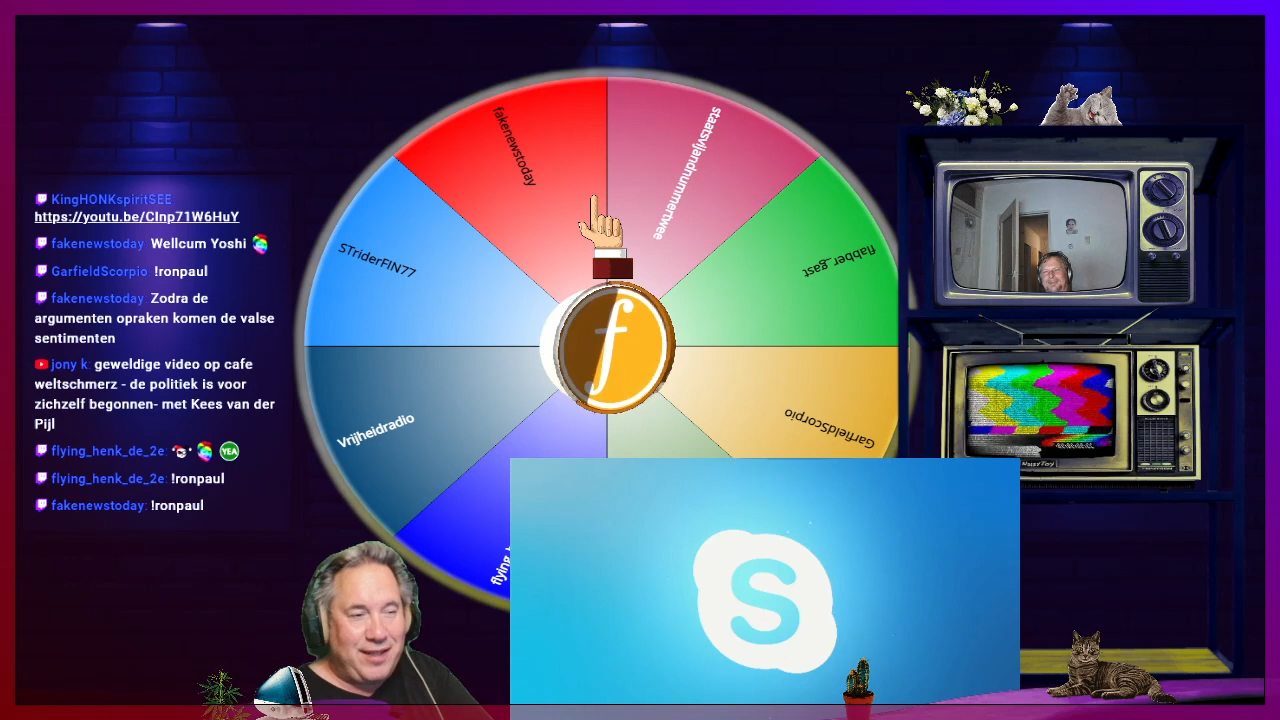 KingHONKspiritSEE
https://youtu.be/CInp71W6HuY
fakenewstoday: Wellcum Yoshi
GarfieldScorpio: !ronpaul
fakenewstoday: Zodra de
argumenten opraken komen de valse
sentimenten
jony k: geweldige video op cafe
weltschmerz - de politiek is voor
zichzelf begonnen- met Kees van der
Pijl
flying_henk_de_2e: YEA
flying_henk_de_2e: !ronpaul
fakenewstoday: !ronpaul
fakenewstoday
staatsvijandnummertwee
STriderFIN77
flabber_gast
Vrijheidradio
GarfieldScorpio
flying
f
S